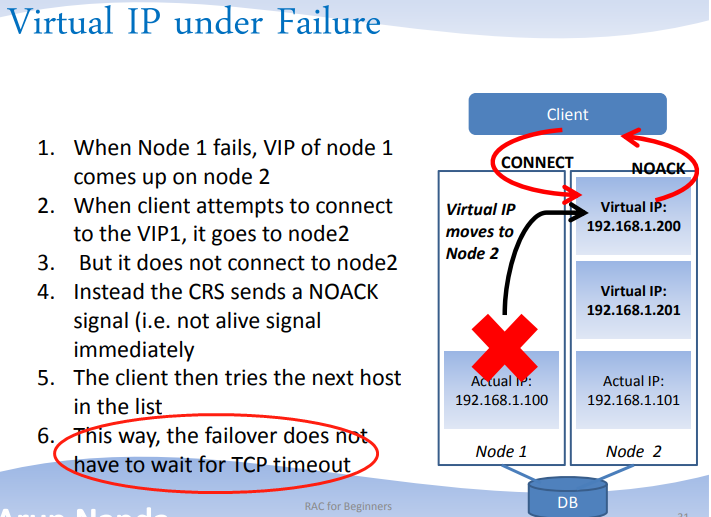 Virtual IP under Failure
1. When Node 1 fails, VIP of node 1
comes up on node 2
2. When client attempts to connect
to the VIP1, it goes to node2
3. But it does not connect to node2
4. Instead the CRS sends a NOACK
signal (i.e. not alive signal
immediately
5. The client then tries the next host
in the list
6. This way, the failover does not
have to wait for TCP timeout
Client
CONNECT
NOACK
Virtual IP
moves to
Node 2
Virtual IP:
192.168.1.200
Virtual IP:
192.168.1.201
Actual IP:
192.168.1.100
Actual IP:
192.168.1.101
Node 1
Node 2
DB
RAC for Beginners
Arup Nanda
31